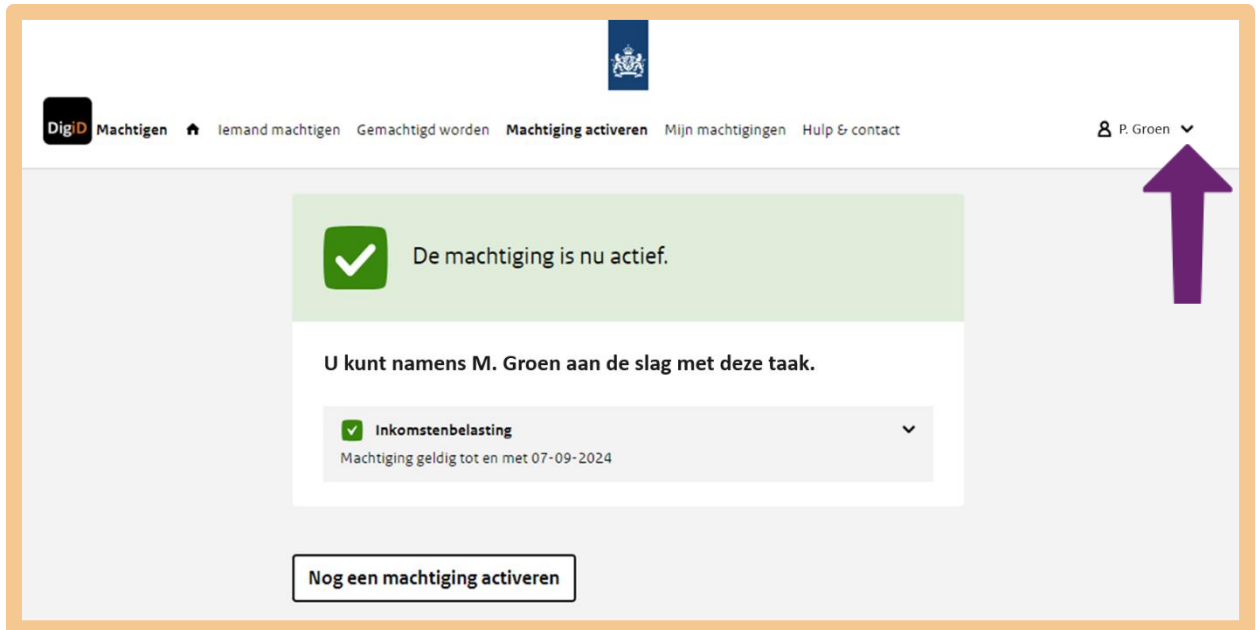 DigiD Machtigen Iemand machtigen Gemachtigd worden Machtiging activeren Mijn machtigingen Hulp & contact P. Groen
De machtiging is nu actief.
U kunt namens M. Groen aan de slag met deze taak.
Inkomstenbelasting
Machtiging geldig tot en met 07-09-2024
Nog een machtiging activeren